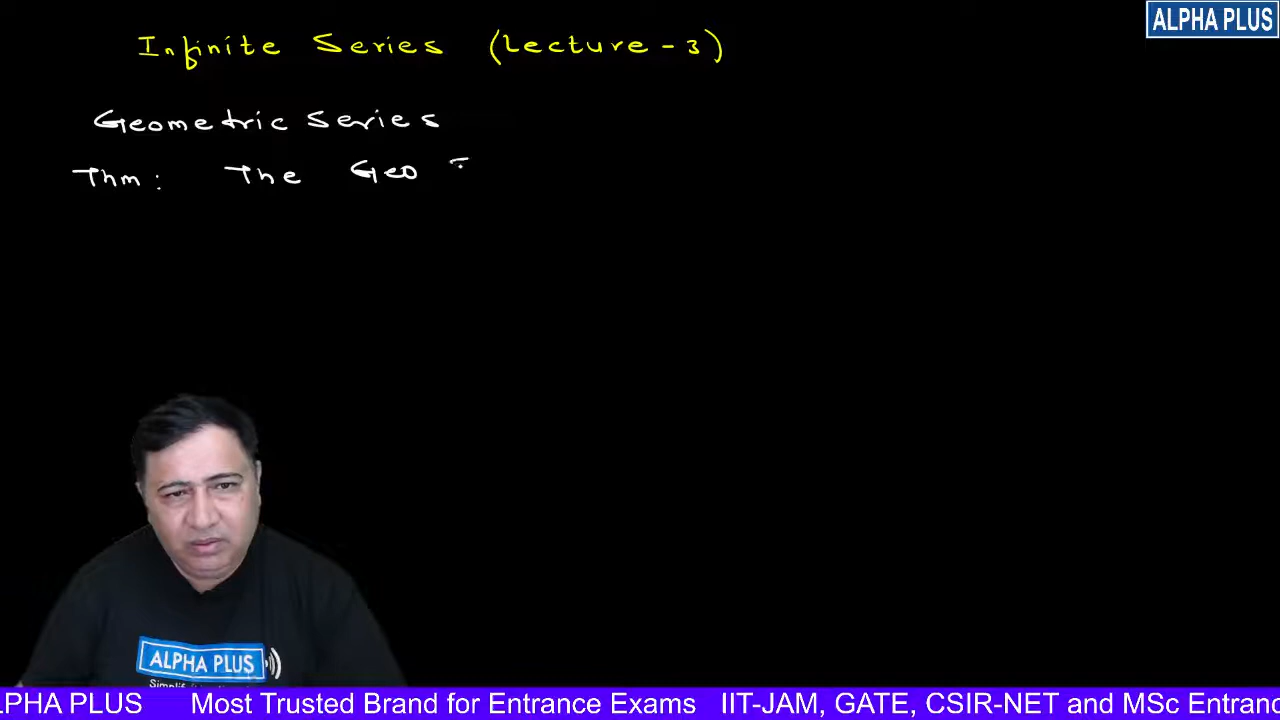 Infinite Series (Lecture-3)
ALPHA PLUS
Geometric Series
Thm: The Geo
ALPHA PLUS
LPHA PLUS Most Trusted Brand for Entrance Exams IIT-JAM, GATE, CSIR-NET and MSc Entranc